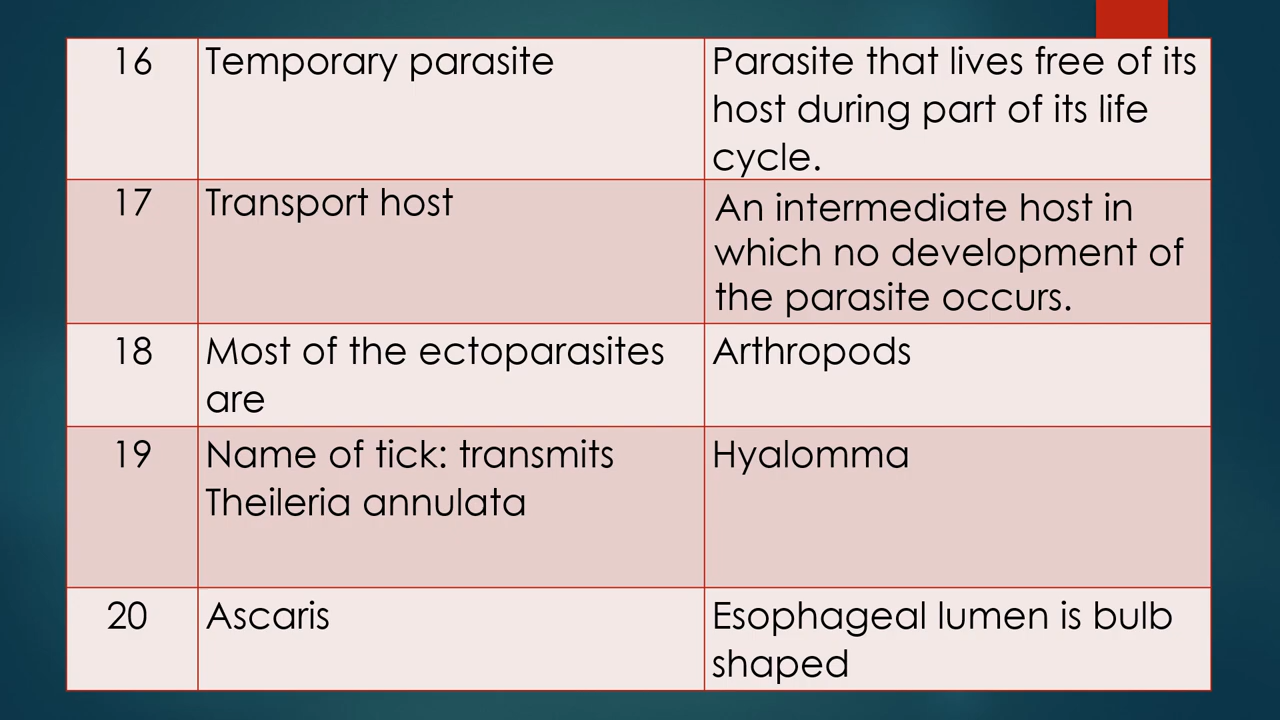 16 Temporary parasite Parasite that lives free of its
host during part of its life
cycle.
17 Transport host An intermediate host in
which no development of
the parasite occurs.
18 Most of the ectoparasites Arthropods
are
19 Name of tick: transmits Hyalomma
Theileria annulata
20 Ascaris Esophageal lumen is bulb
shaped